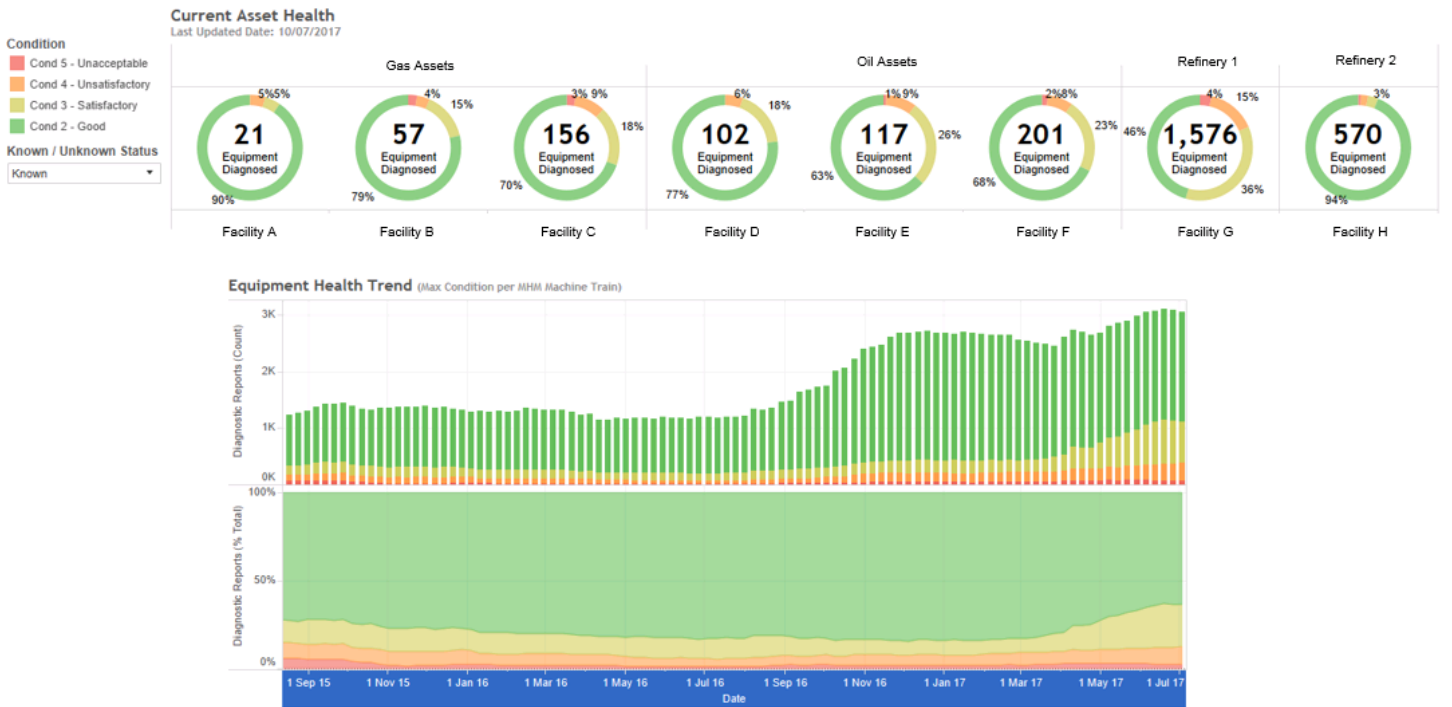 Current Asset Health
Last Updated Date: 10/07/2017
Condition
Cond 5 - Unacceptable
Cond 4 - Unsatisfactory
Cond 3 - Satisfactory
Cond 2 - Good
Known / Unknown Status
Known
Gas Assets
Oil Assets
Refinery 1
Refinery 2
5%5%
21
Equipment
Diagnosed
90%
Facility A
4%
15%
57
Equipment
Diagnosed
79%
Facility B
3% 9%
18%
156
Equipment
Diagnosed
70%
Facility C
6%
18%
102
Equipment
Diagnosed
77%
Facility D
1% 9%
26%
117
Equipment
Diagnosed
63%
Facility E
2%8%
23%
201
Equipment
Diagnosed
68%
Facility F
4%
15%
46%
1,576
Equipment
Diagnosed
36%
Facility G
3%
570
Equipment
Diagnosed
94%
Facility H
Equipment Health Trend (Max Condition per MHM Machine Train)
Diagnostic Reports (Count)
3K
2K
1K
0K
Diagnostic Reports (% Total)
100%
50%
0%
1 Sep 15
1 Nov 15
1 Jan 16
1 Mar 16
1 May 16
1 Jul 16
1 Sep 16
1 Nov 16
1 Jan 17
1 Mar 17
1 May 17
1 Jul 17
Date